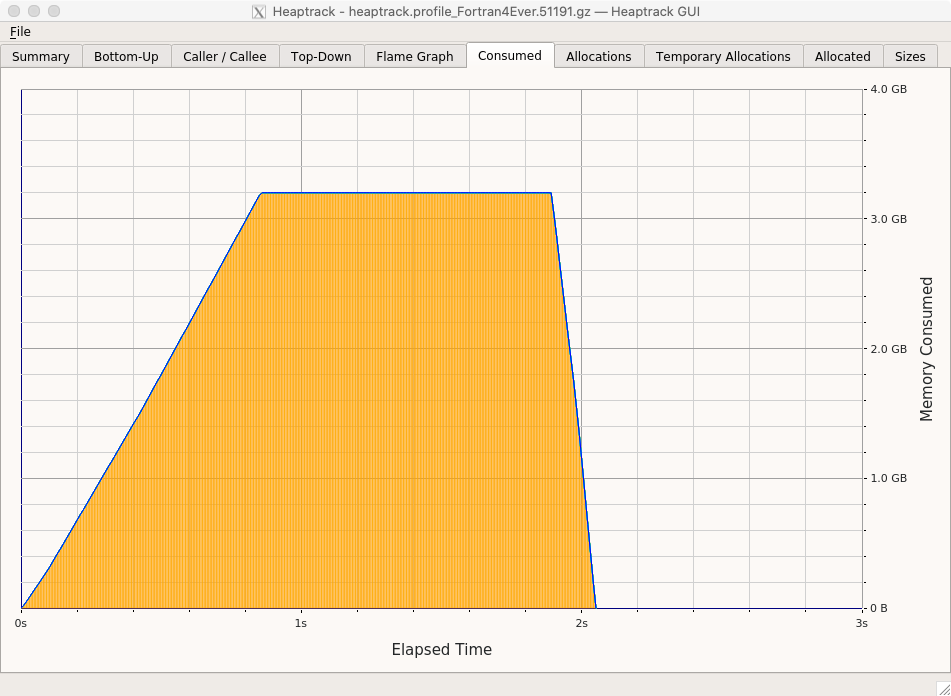 Heaptrack - heaptrack.profile_Fortran4Ever.51191.gz — Heaptrack GUI
File
Summary Bottom-Up Caller / Callee Top-Down Flame Graph Consumed Allocations Temporary Allocations Allocated Sizes
4.0 GB
3.0 GB
2.0 GB
1.0 GB
0 B
Memory Consumed
0s 1s 2s 3s
Elapsed Time